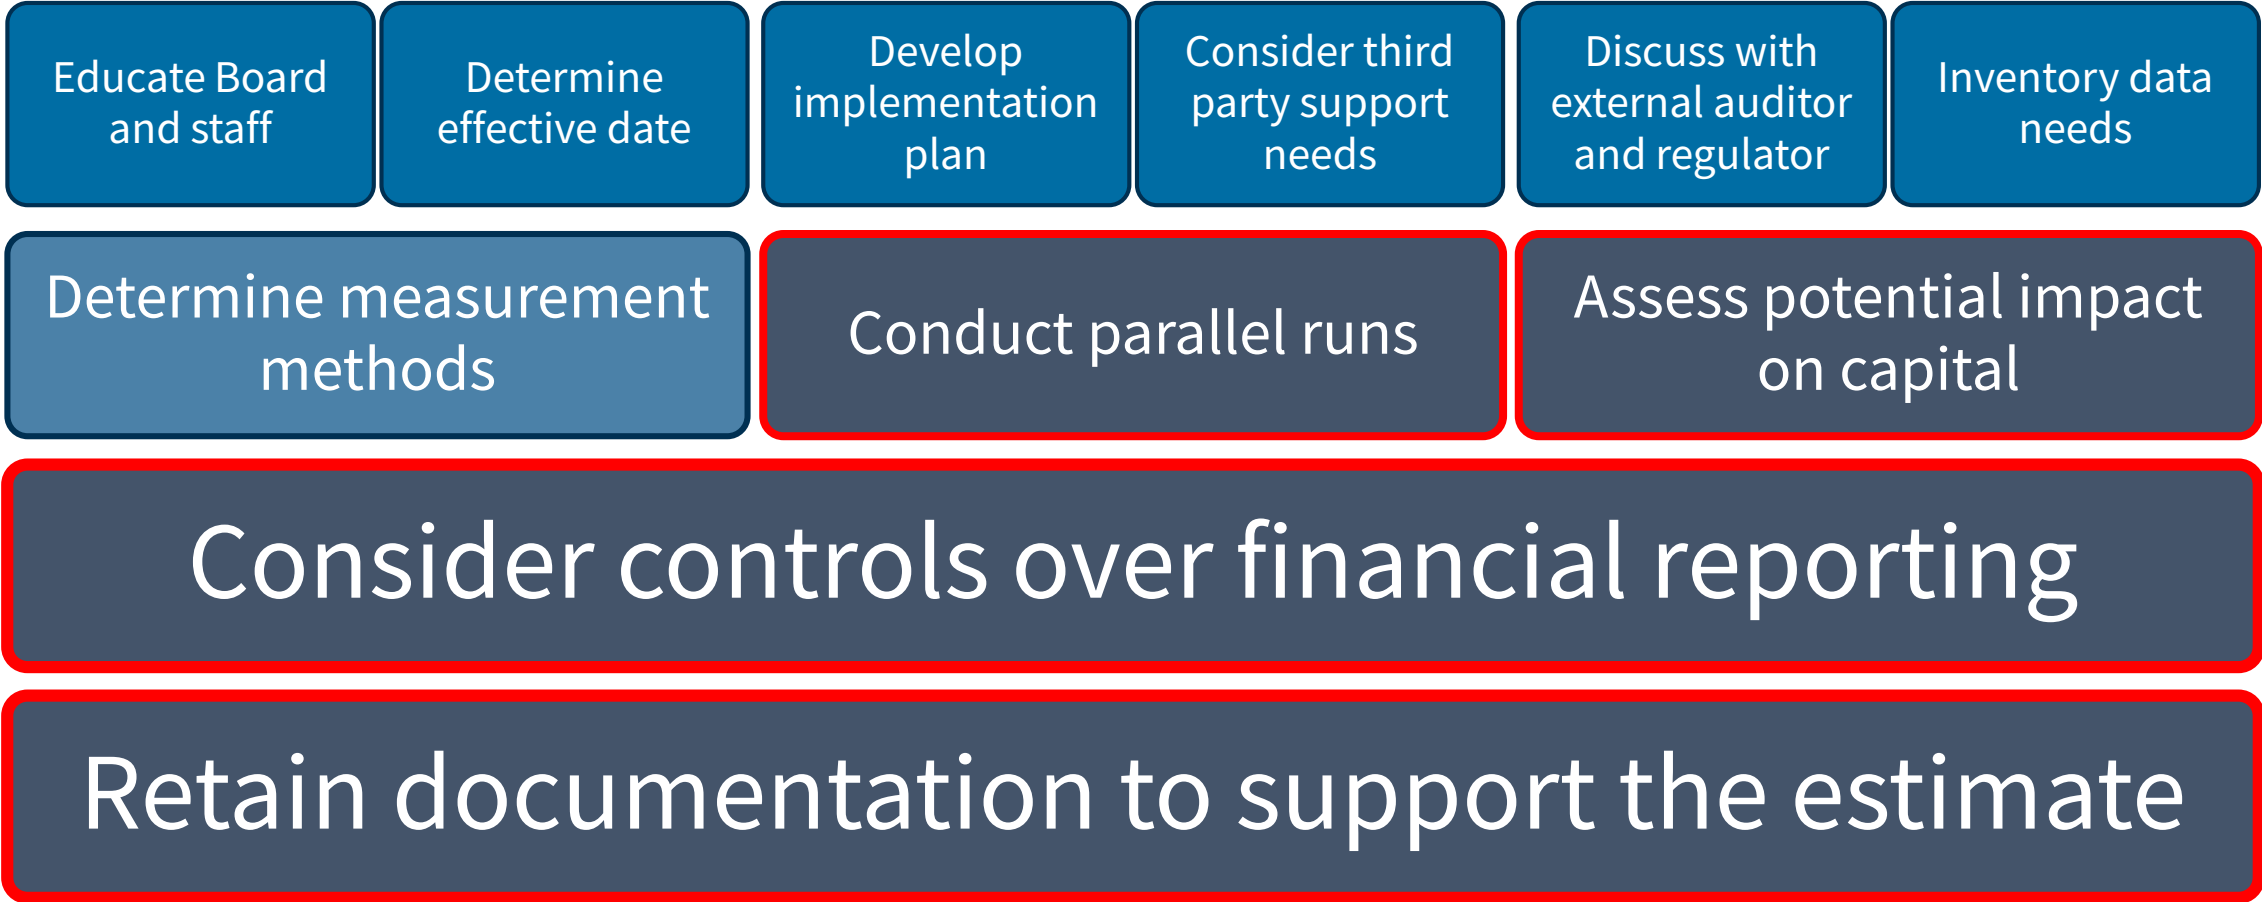 Educate Board
and staff
Determine
effective date
Develop
implementation
plan
Consider third
party support
needs
Discuss with
external auditor
and regulator
Inventory data
needs
Determine measurement
methods
Conduct parallel runs
Assess potential impact
on capital
Consider controls over financial reporting
Retain documentation to support the estimate